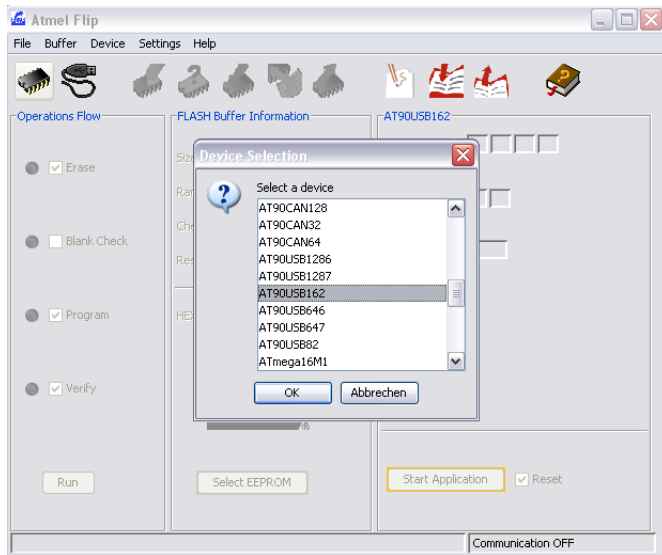 Atmel Flip
File Buffer Device Settings Help
Operations Flow
Erase
Blank Check
Program
Verify
Run
FLASH Buffer Information
Select EEPROM
AT90USB162
Start Application
Reset
Device Selection
Select a device
AT90CAN128
AT90CAN32
AT90CAN64
AT90USB1286
AT90USB1287
AT90USB162
AT90USB646
AT90USB647
AT90USB82
ATmega16M1
OK Abbrechen
Communication OFF